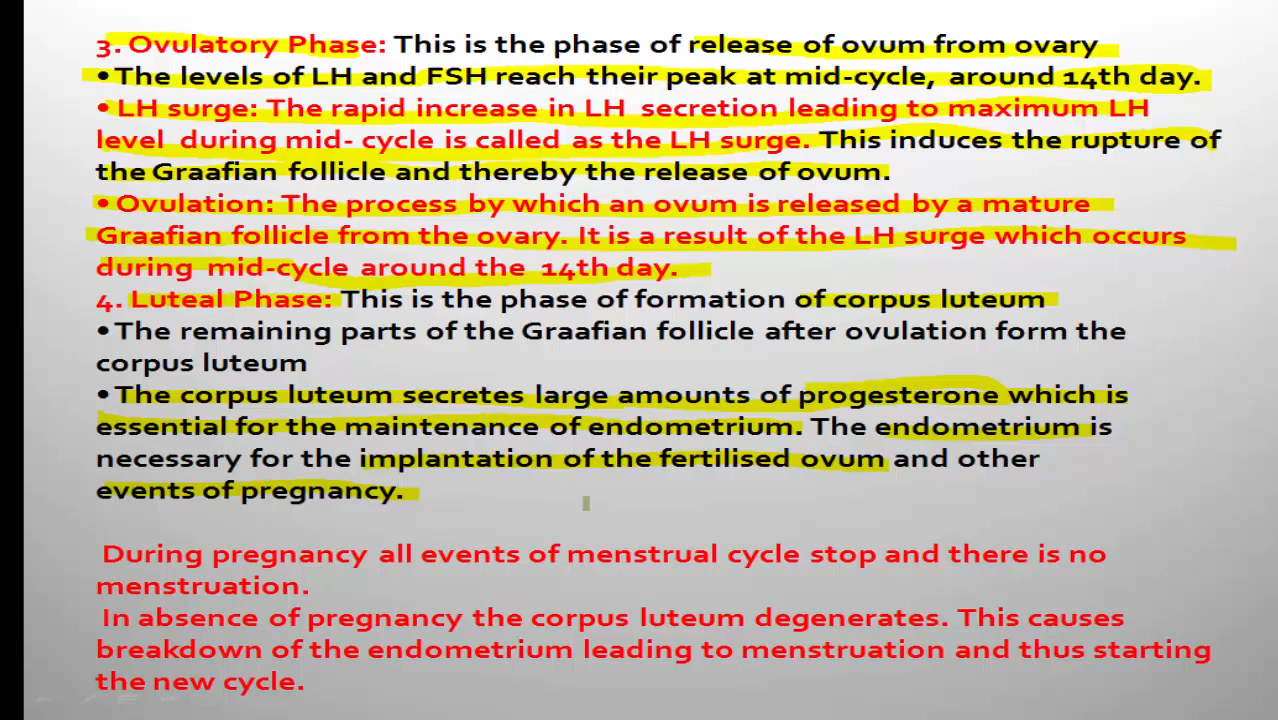 3. Ovulatory Phase: This is the phase of release of ovum from ovary
•The levels of LH and FSH reach their peak at mid-cycle, around 14th day.
• LH surge: The rapid increase in LH secretion leading to maximum LH
level during mid- cycle is called as the LH surge. This induces the rupture of
the Graafian follicle and thereby the release of ovum.
• Ovulation: The process by which an ovum is released by a mature
Graafian follicle from the ovary. It is a result of the LH surge which occurs
during mid-cycle around the 14th day.
4. Luteal Phase: This is the phase of formation of corpus luteum
•The remaining parts of the Graafian follicle after ovulation form the
corpus luteum
•The corpus luteum secretes large amounts of progesterone which is
essential for the maintenance of endometrium. The endometrium is
necessary for the implantation of the fertilised ovum and other
events of pregnancy.
During pregnancy all events of menstrual cycle stop and there is no
menstruation.
In absence of pregnancy the corpus luteum degenerates. This causes
breakdown of the endometrium leading to menstruation and thus starting
the new cycle.